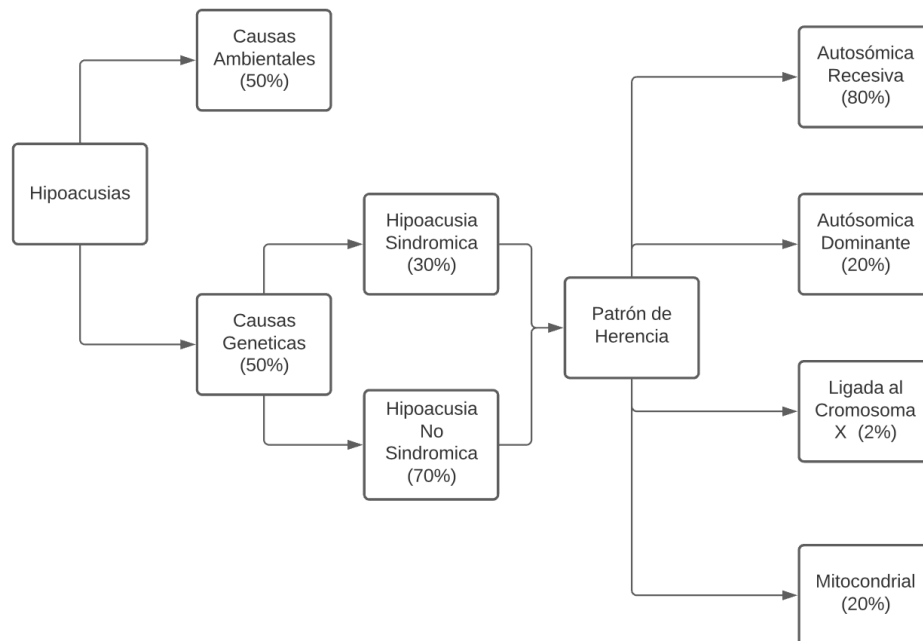 Causas
Ambientales
(50%)
Hipoacusias
Causas
Geneticas
(50%)
Hipoacusia
Sindromica
(30%)
Hipoacusia
No
Sindromica
(70%)
Patrón de
Herencia
Autosómica
Recesiva
(80%)
Autósomica
Dominante
(20%)
Ligada al
Cromosoma
X (2%)
Mitocondrial
(20%)